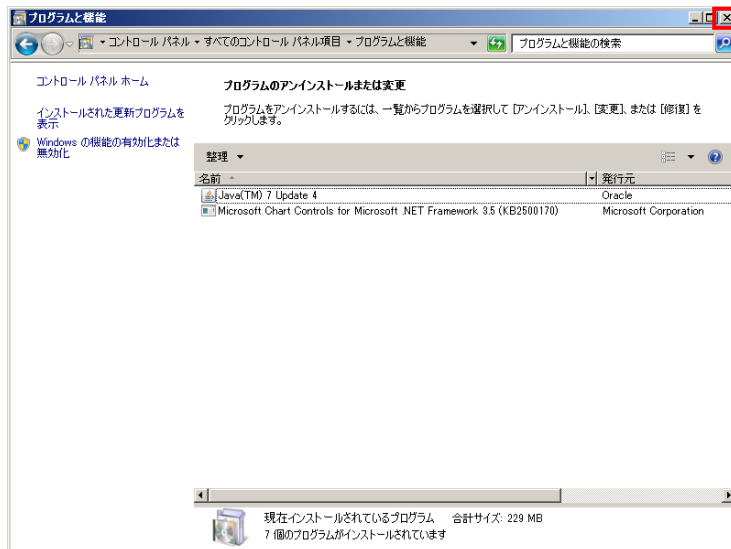 プログラムと機能
コントロール パネル
すべてのコントロール パネル項目
プログラムと機能
プログラムと機能の検索
コントロール パネル ホーム
インストールされた更新プログラムを
表示
Windows の機能の有効化または
無効化
プログラムのアンインストールまたは変更
プログラムをアンインストールするには、一覧からプログラムを選択して [アンインストール]、[変更]、または [修復] を
クリックします。
整理
名前
発行元
Java(TM) 7 Update 4
Oracle
Microsoft Chart Controls for Microsoft .NET Framework 3.5 (KB2500170)
Microsoft Corporation
現在インストールされているプログラム 合計サイズ: 229 MB
7 個のプログラムがインストールされています